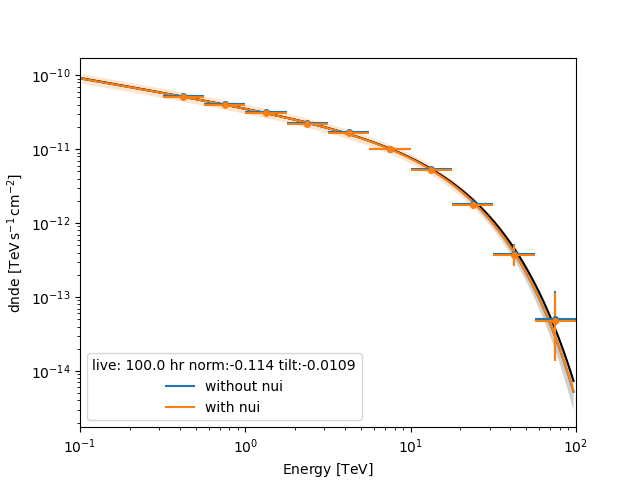 10⁻¹⁰
10⁻¹¹
10⁻¹²
10⁻¹³
10⁻¹⁴
dnde [TeV s⁻¹ cm⁻²]
live: 100.0 hr norm:-0.114 tilt:-0.0109
without nui
with nui
10⁻¹ 10⁰ 10¹ 10²
Energy [TeV]